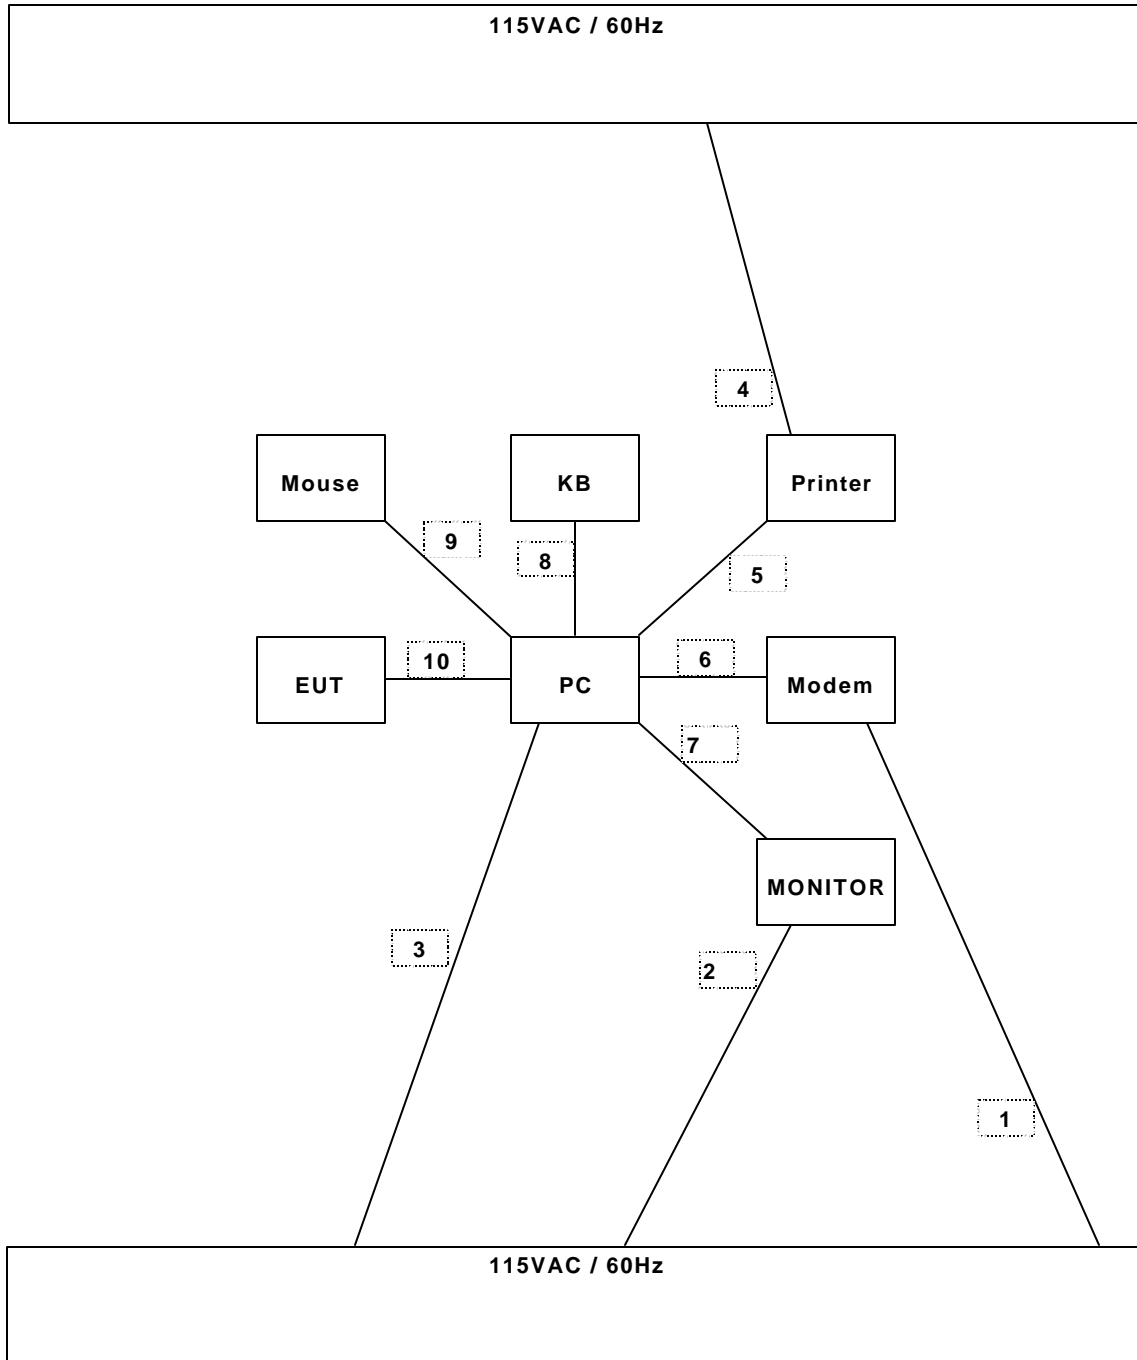 115VAC / 60Hz
4
Mouse
KB
Printer
9
8
5
EUT
10
PC
6
Modem
7
MONITOR
3
2
1
115VAC / 60Hz